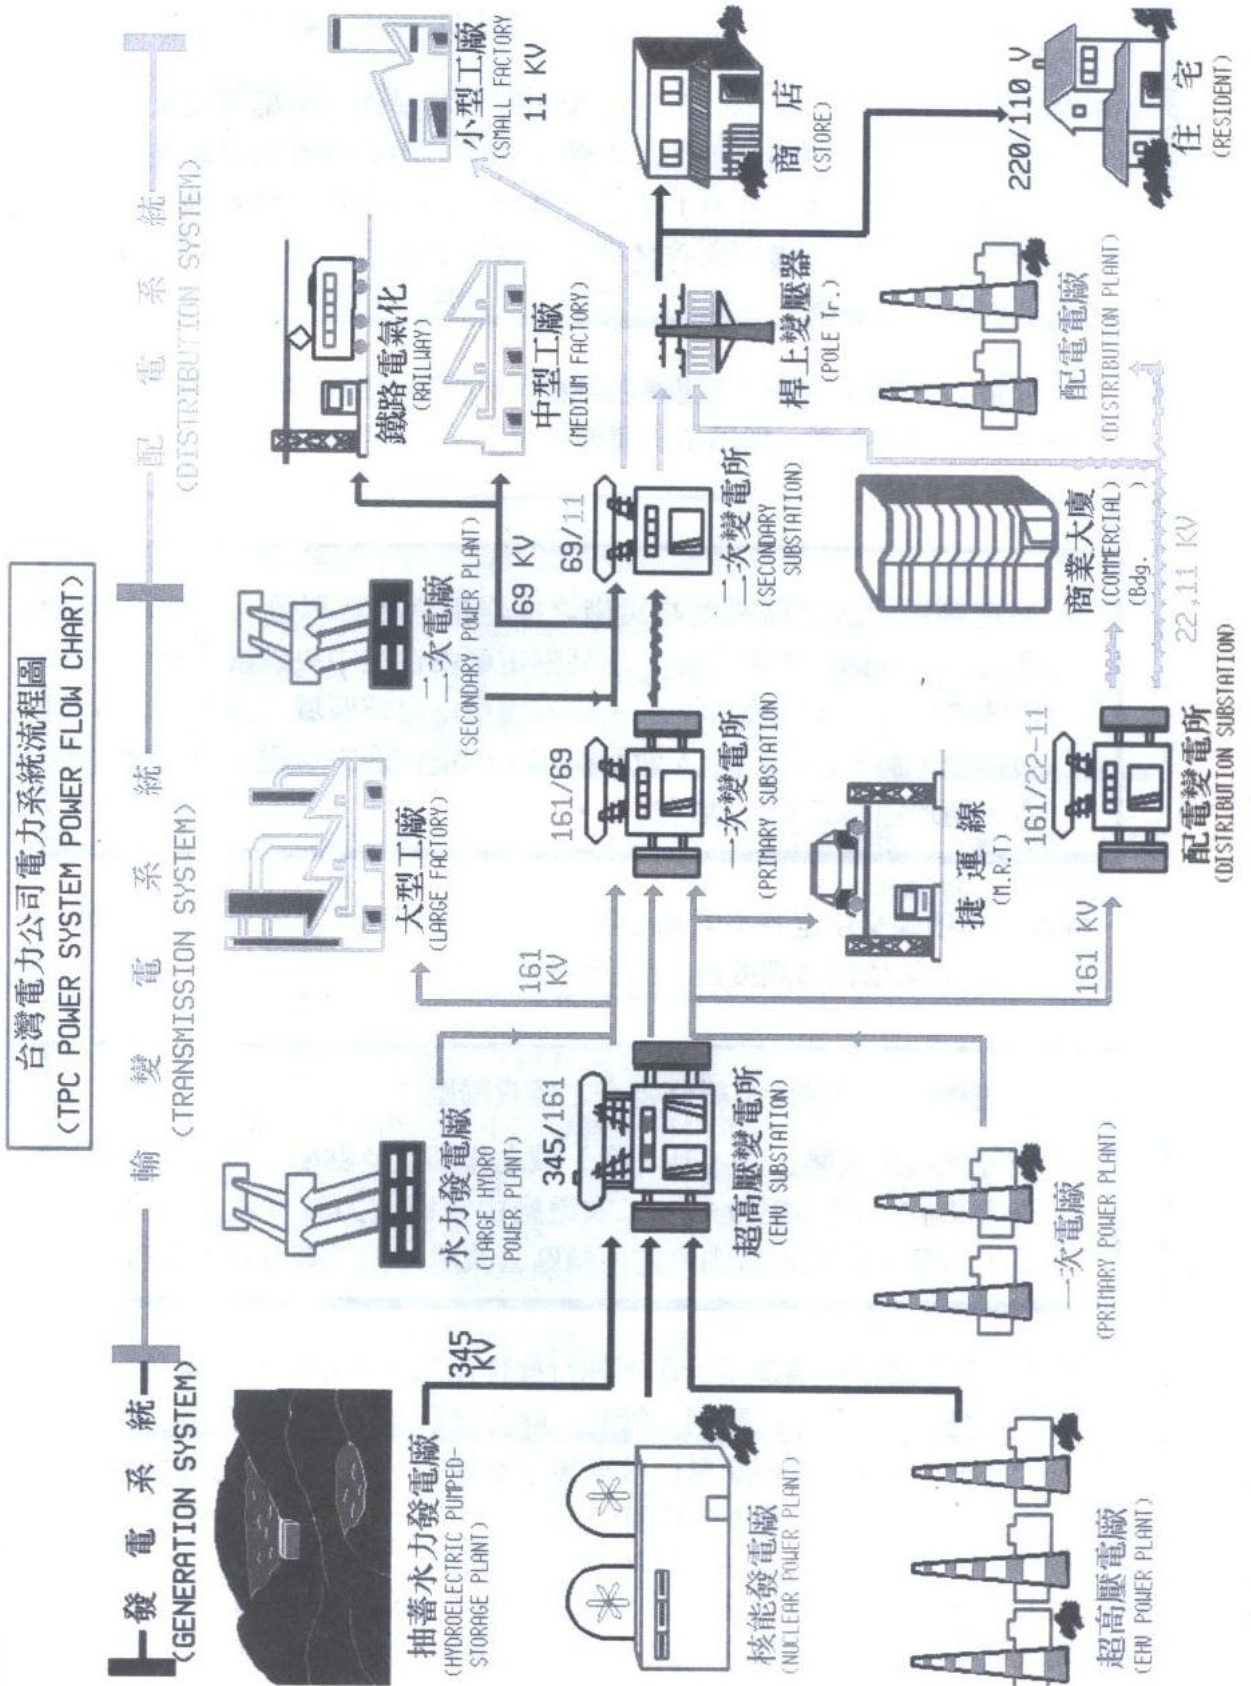 台灣電力公司電力系統流程圖
(TPC POWER SYSTEM POWER FLOW CHART)
發電系統
(GENERATION SYSTEM)
輸變電系統
(TRANSMISSION SYSTEM)
配電系統
(DISTRIBUTION SYSTEM)
抽蓄水力發電廠
(HYDROELECTRIC PUMPED-
STORAGE PLANT)
345
KV
水力發電廠
(LARGE HYDRO
POWER PLANT)
大型工廠
(LARGE FACTORY)
161
KV
二次電廠
(SECONDARY POWER PLANT)
69 KV
鐵路電氣化
(RAILWAY)
中型工廠
(MEDIUM FACTORY)
小型工廠
(SMALL FACTORY
11 KV
核能發電廠
(NUCLEAR POWER PLANT)
345/161
超高壓變電所
(EHV SUBSTATION)
161/69
一次變電所
(PRIMARY SUBSTATION)
69/11
二次變電所
(SECONDARY
SUBSTATION)
桿上變壓器
(POLE Tr.)
商店
(STORE)
超高壓電廠
(EHV POWER PLANT)
一次電廠
(PRIMARY POWER PLANT)
捷運線
(M.R.T)
161 KV
161/22-11
配電變電所
(DISTRIBUTION SUBSTATION)
商業大廈
(COMMERCIAL)
(Bdg. )
22,11 KV
配電電廠
(DISTRIBUTION PLANT)
220/110 V
住宅
(RESIDENT)